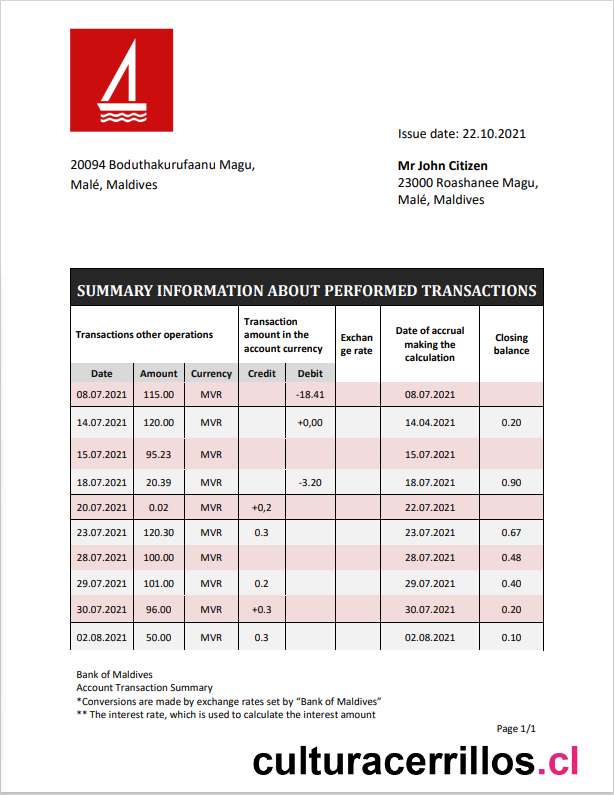 Issue date: 22.10.2021
20094 Boduthakurufaanu Magu,
Malé, Maldives
Mr John Citizen
23000 Roashanee Magu,
Malé, Maldives
SUMMARY INFORMATION ABOUT PERFORMED TRANSACTIONS
Transactions other operations
Transaction
amount in the
account currency
Exchan
ge rate
Date of accrual
making the
calculation
Closing
balance
Date Amount Currency Credit Debit
08.07.2021 115.00 MVR -18.41 08.07.2021
14.07.2021 120.00 MVR +0,00 14.04.2021 0.20
15.07.2021 95.23 MVR 15.07.2021
18.07.2021 20.39 MVR -3.20 18.07.2021 0.90
20.07.2021 0.02 MVR +0,2 22.07.2021
23.07.2021 120.30 MVR 0.3 23.07.2021 0.67
28.07.2021 100.00 MVR 28.07.2021 0.48
29.07.2021 101.00 MVR 0.2 29.07.2021 0.40
30.07.2021 96.00 MVR +0.3 30.07.2021 0.20
02.08.2021 50.00 MVR 0.3 02.08.2021 0.10
Bank of Maldives
Account Transaction Summary
*Conversions are made by exchange rates set by “Bank of Maldives”
** The interest rate, which is used to calculate the interest amount
Page 1/1
culturacerrillos.cl